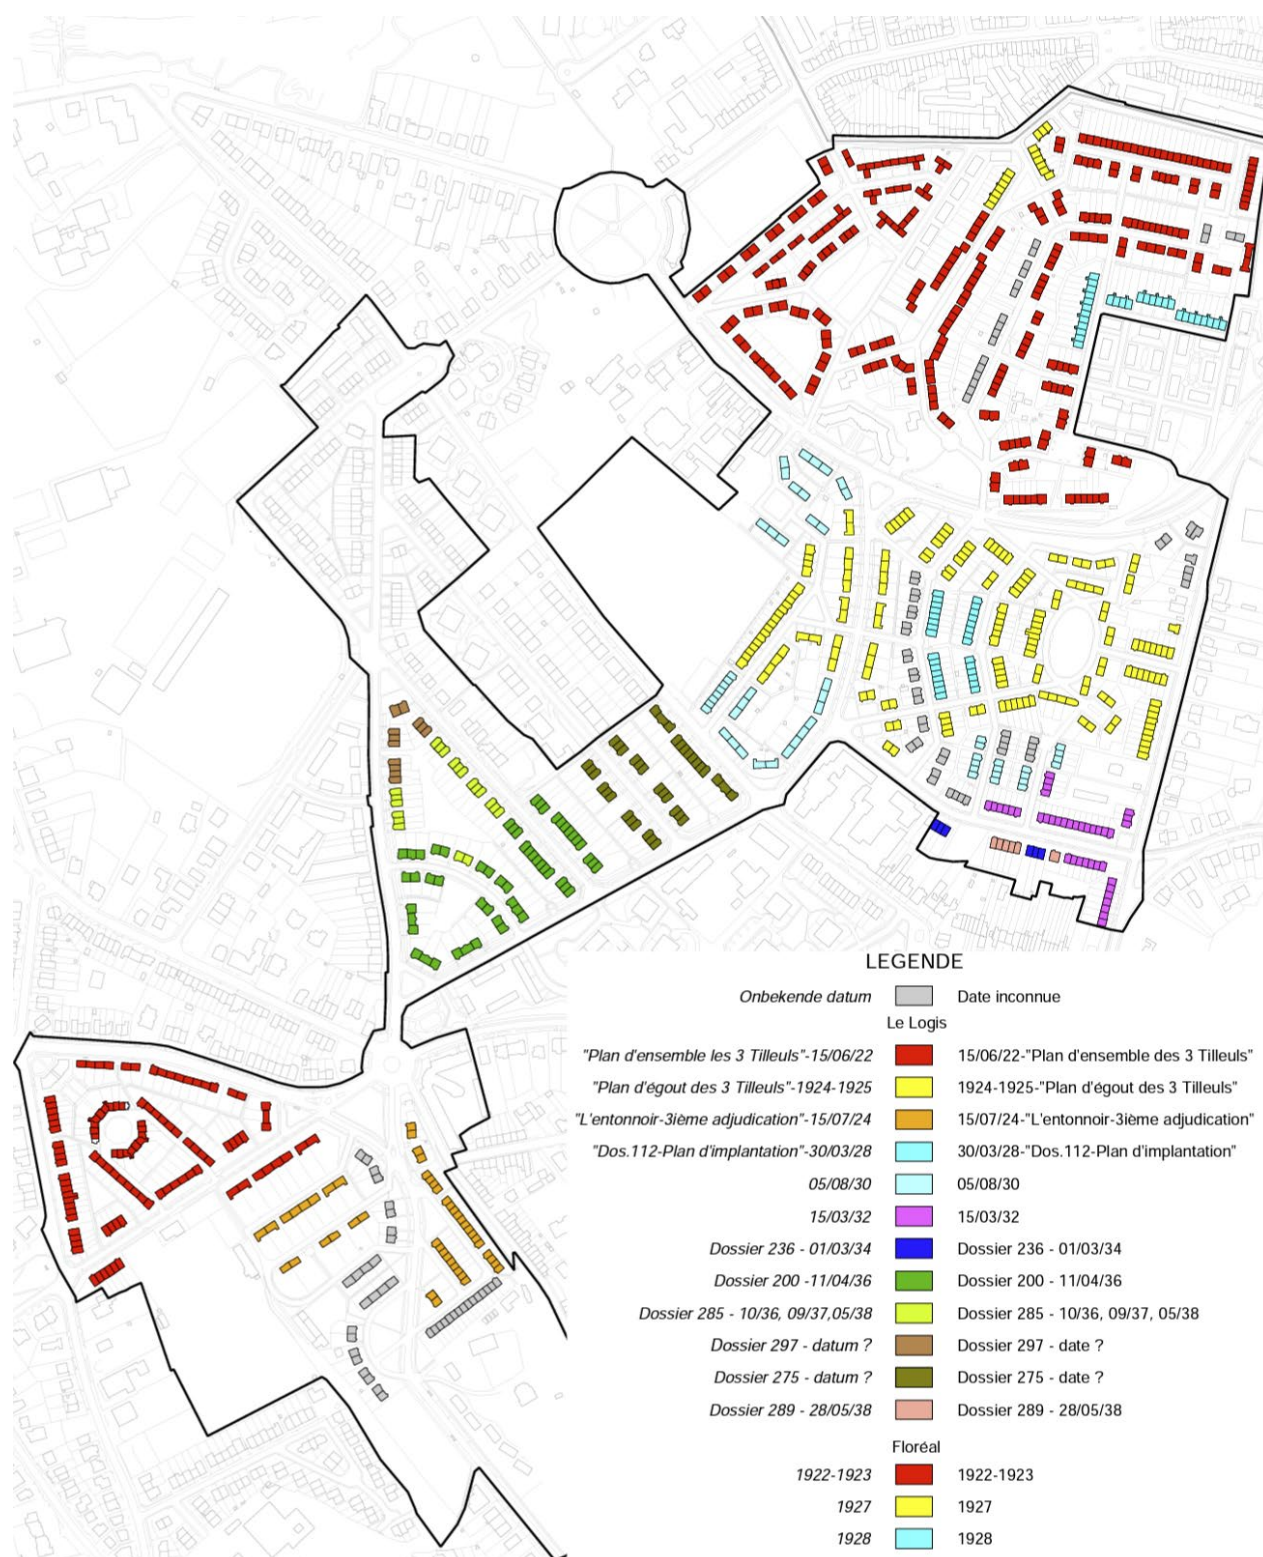 LEGENDE
Onbekende datum Date inconnue
Le Logis
"Plan d'ensemble les 3 Tilleuls"-15/06/22 15/06/22-"Plan d'ensemble des 3 Tilleuls"
"Plan d'égout des 3 Tilleuls"-1924-1925 1924-1925-"Plan d'égout des 3 Tilleuls"
"L'entonnoir-3ième adjudication"-15/07/24 15/07/24-"L'entonnoir-3ième adjudication"
"Dos.112-Plan d'implantation"-30/03/28 30/03/28-"Dos.112-Plan d'implantation"
05/08/30 05/08/30
15/03/32 15/03/32
Dossier 236 - 01/03/34 Dossier 236 - 01/03/34
Dossier 200 -11/04/36 Dossier 200 - 11/04/36
Dossier 285 - 10/36, 09/37,05/38 Dossier 285 - 10/36, 09/37, 05/38
Dossier 297 - datum ? Dossier 297 - date ?
Dossier 275 - datum ? Dossier 275 - date ?
Dossier 289 - 28/05/38 Dossier 289 - 28/05/38
Floréal
1922-1923 1922-1923
1927 1927
1928 1928